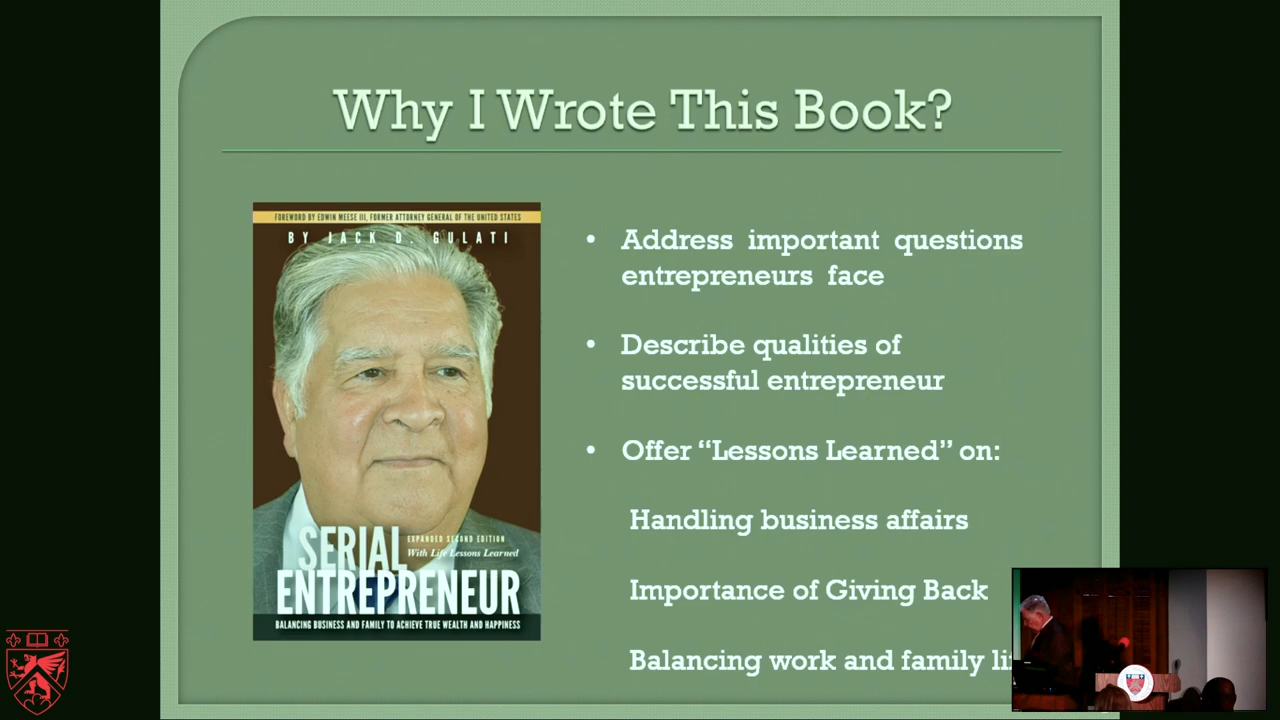 Why I Wrote This Book?
FOREWORD BY EDWIN MEESE III, FORMER ATTORNEY GENERAL OF THE UNITED STATES
BY JACK D. GULATI
SERIAL
EXPANDED SECOND EDITION
With Life Lessons Learned
ENTREPRENEUR
BALANCING BUSINESS AND FAMILY TO ACHIEVE TRUE WEALTH AND HAPPINESS
• Address important questions
entrepreneurs face
• Describe qualities of
successful entrepreneur
• Offer “Lessons Learned” on:
Handling business affairs
Importance of Giving Back
Balancing work and family